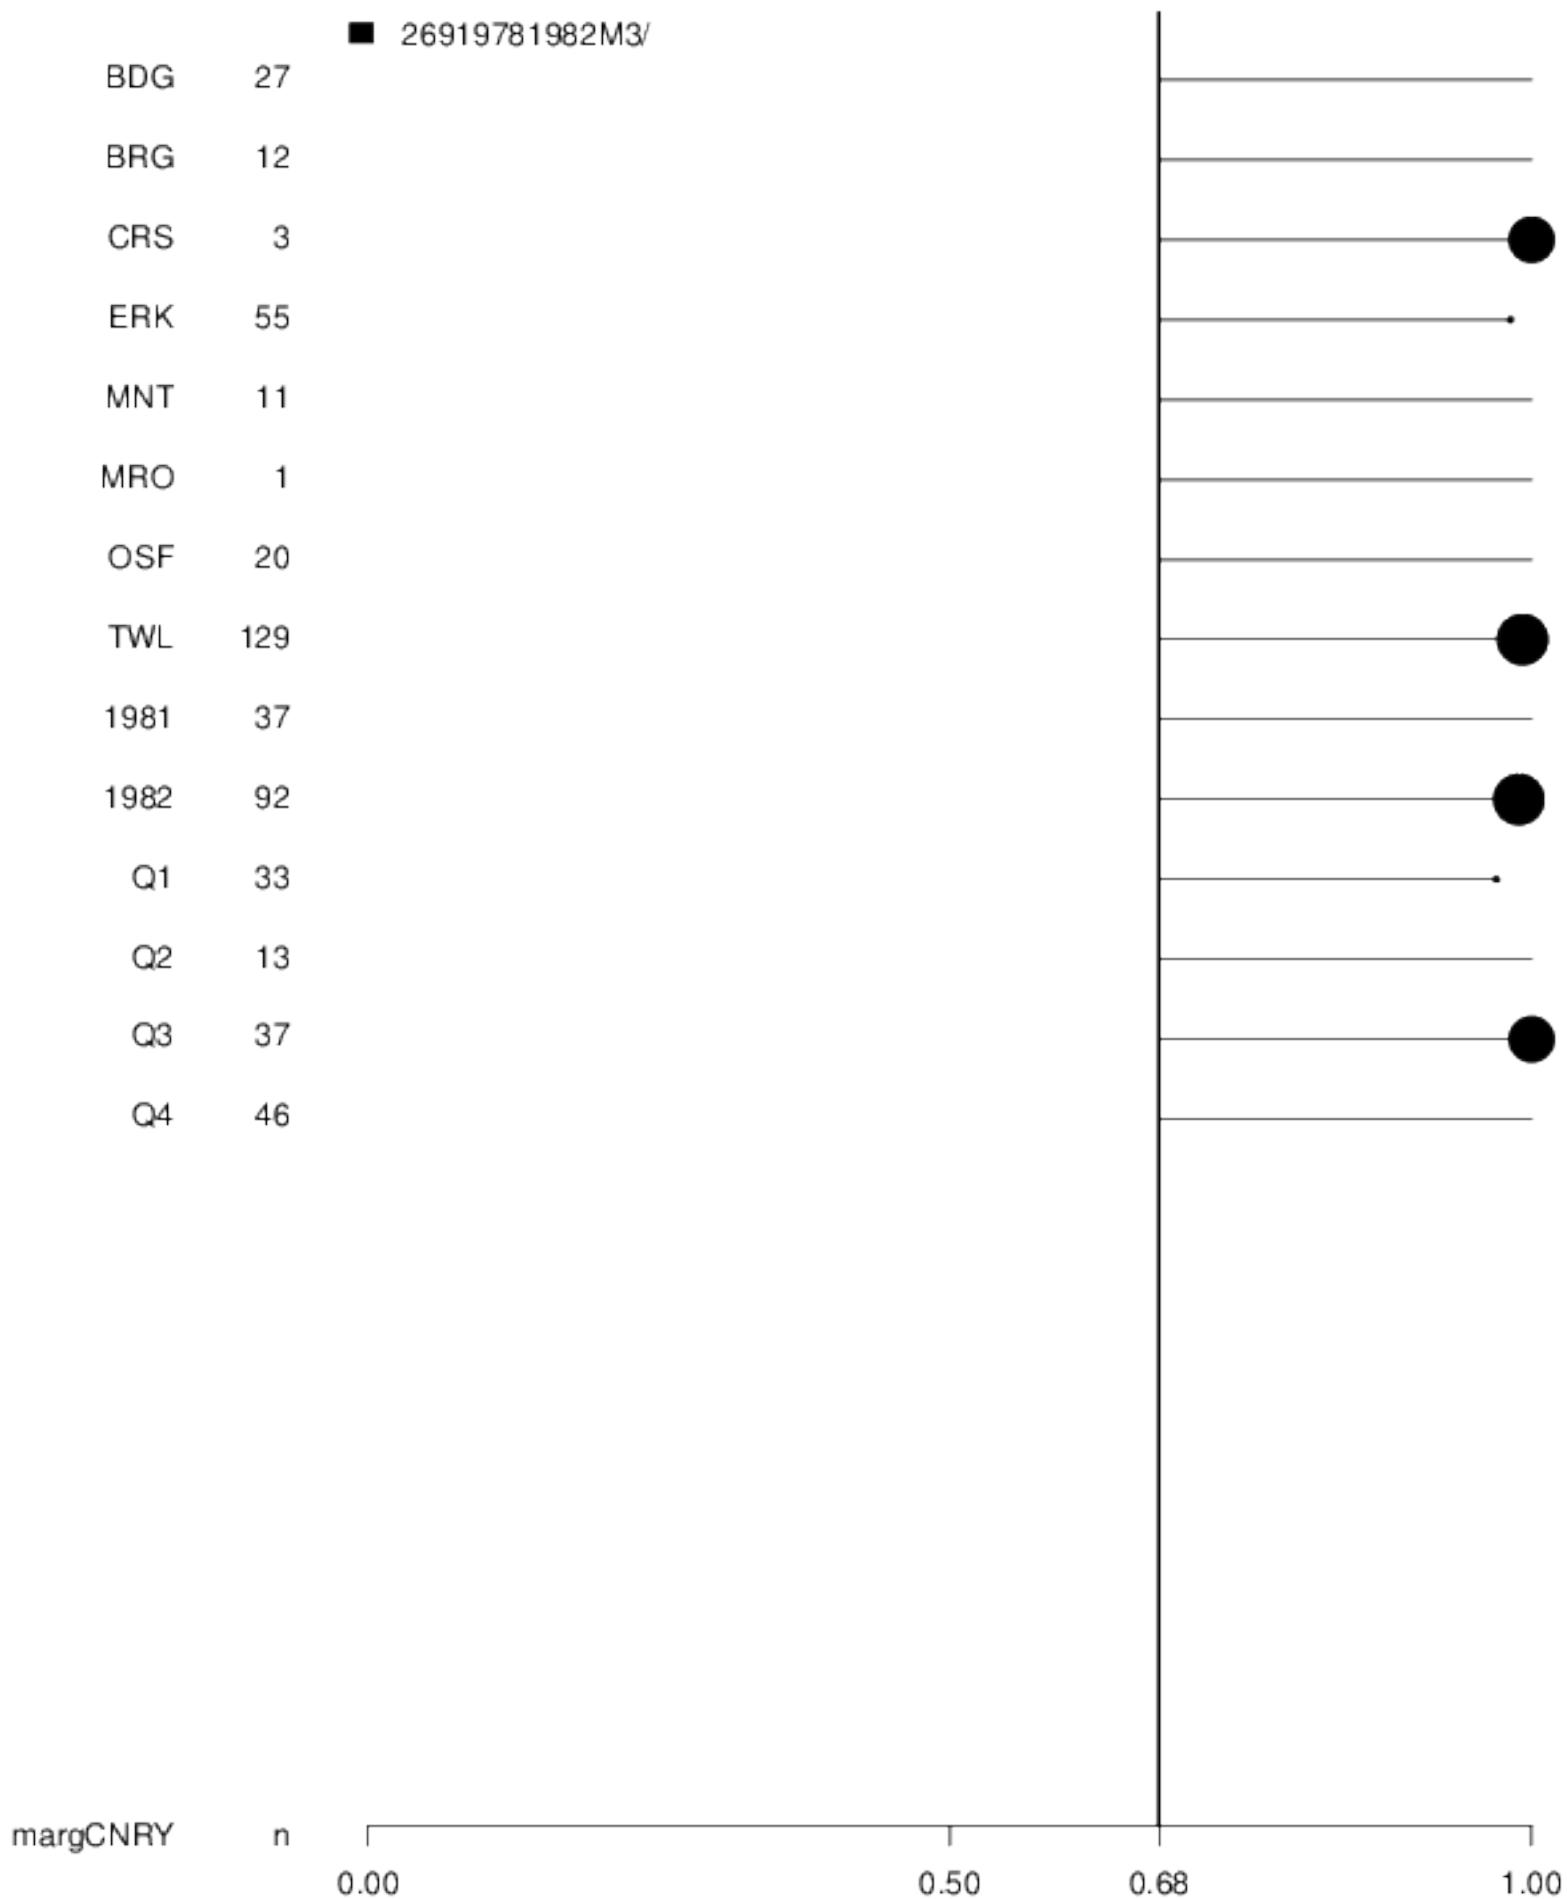 26919781982M3/
BDG 27
BRG 12
CRS 3
ERK 55
MNT 11
MRO 1
OSF 20
TWL 129
1981 37
1982 92
Q1 33
Q2 13
Q3 37
Q4 46
margCNRY n
0.00 0.50 0.68 1.00